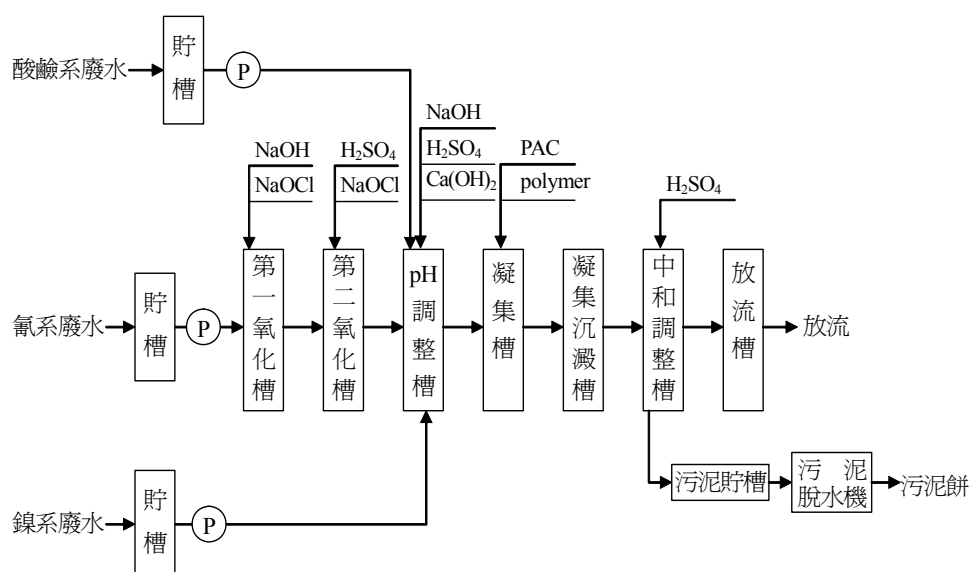 酸鹼系廢水
貯槽
P
NaOH
H₂SO₄
Ca(OH)₂
NaOH
NaOCl
H₂SO₄
NaOCl
PAC
polymer
H₂SO₄
氰系廢水
貯槽
P
第一氧化槽
第二氧化槽
pH調整槽
凝集槽
凝集沉澱槽
中和調整槽
放流槽
放流
鎳系廢水
貯槽
P
污泥貯槽
污泥
脫水機
污泥餅